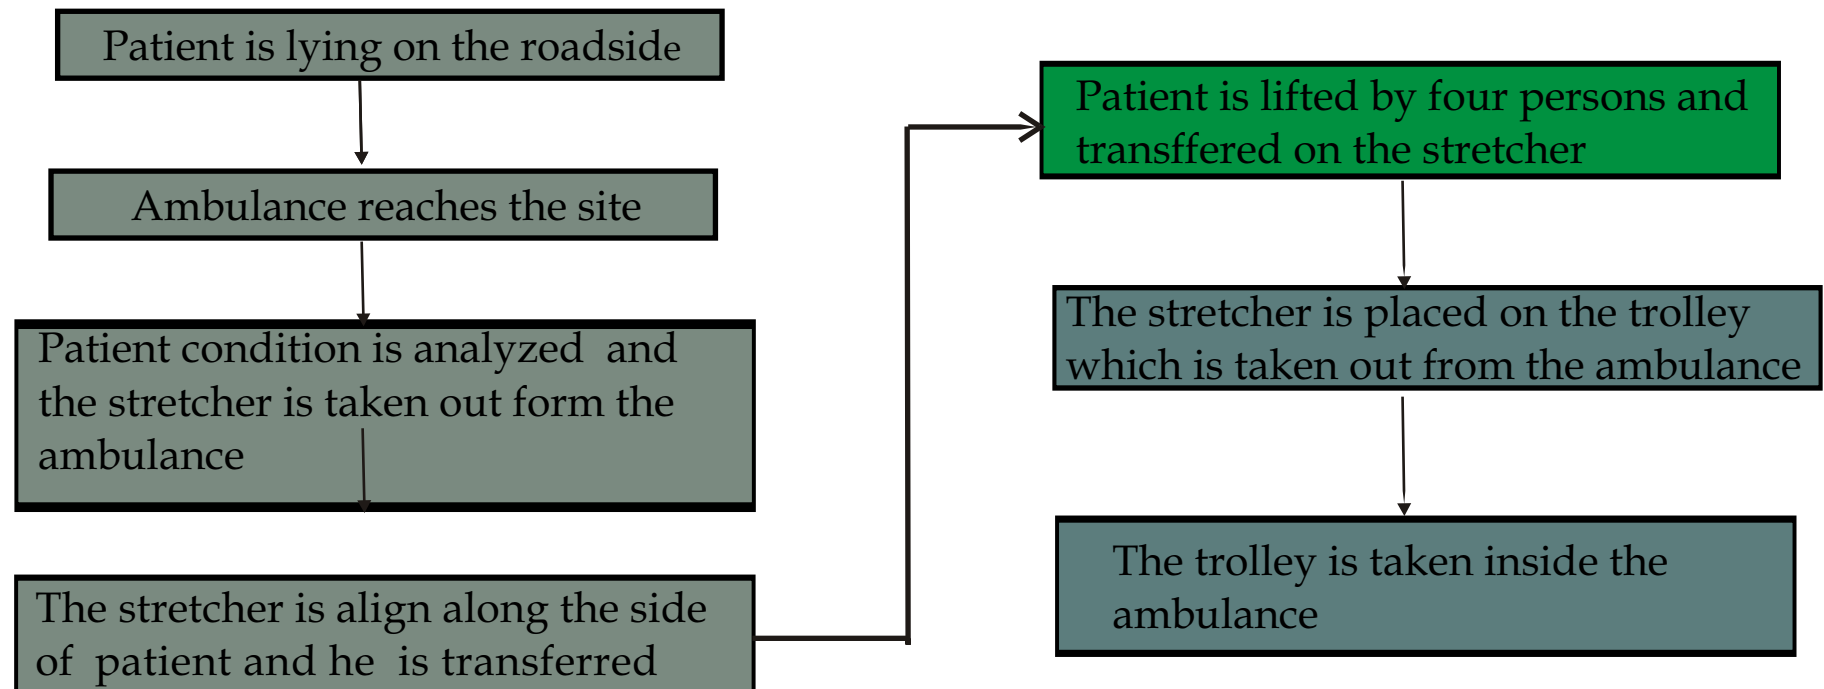 Patient is lying on the roadside
Ambulance reaches the site
Patient condition is analyzed and
the stretcher is taken out form the
ambulance
The stretcher is align along the side
of patient and he is transferred
Patient is lifted by four persons and
transffered on the stretcher
The stretcher is placed on the trolley
which is taken out from the ambulance
The trolley is taken inside the
ambulance